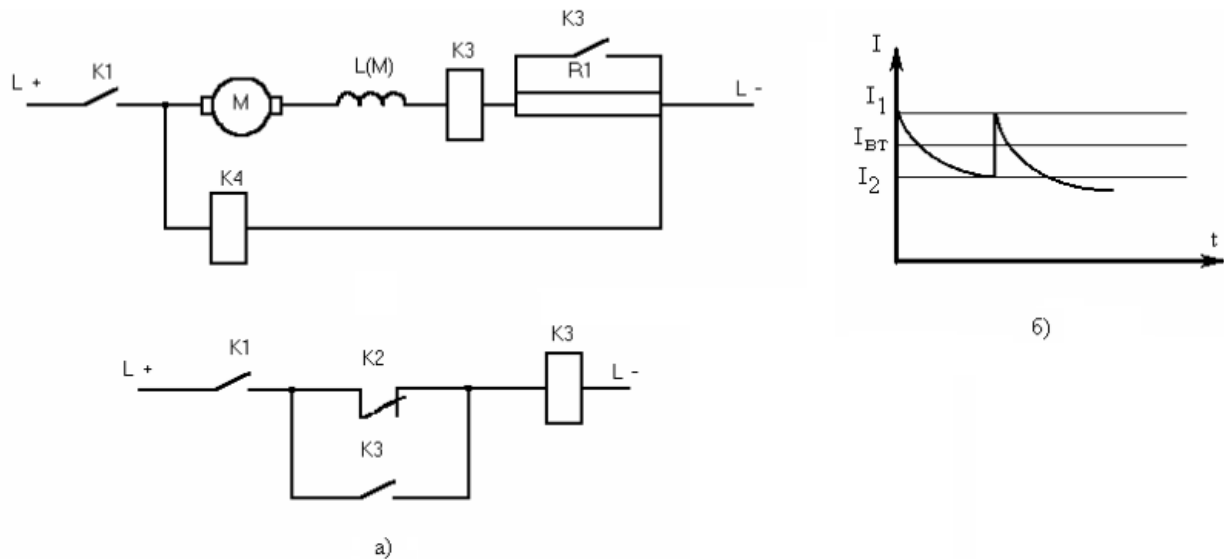 K3
I
L(M)
K3
L +
K1
R1
M
L -
I1
IВТ
I2
K4
t
б)
K1
K2
K3
L +
L -
K3
а)